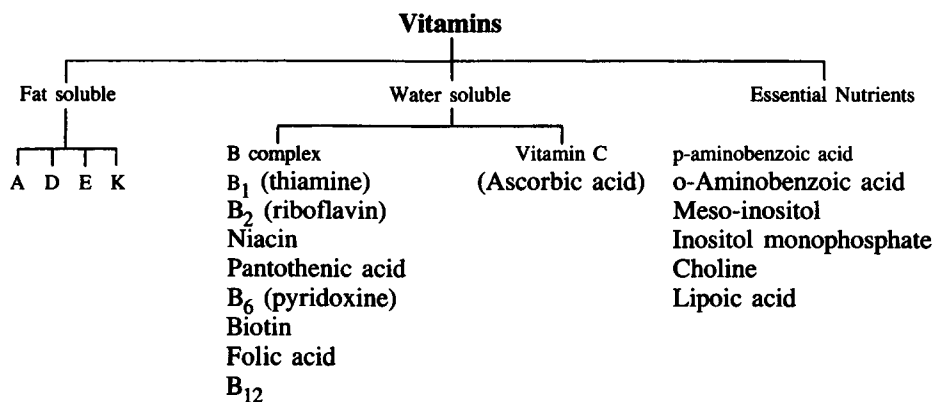 Vitamins
Fat soluble
Water soluble
Essential Nutrients
A D E K
B complex
B₁ (thiamine)
B₂ (riboflavin)
Niacin
Pantothenic acid
B₆ (pyridoxine)
Biotin
Folic acid
B₁₂
Vitamin C
(Ascorbic acid)
p-aminobenzoic acid
o-Aminobenzoic acid
Meso-inositol
Inositol monophosphate
Choline
Lipoic acid